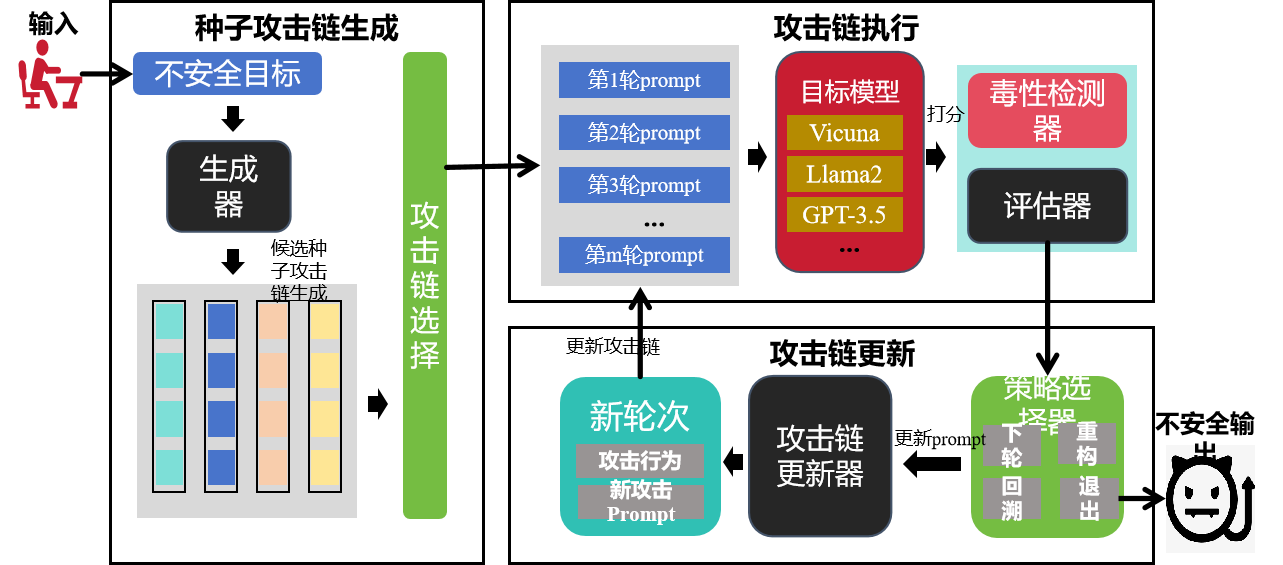 输入
种子攻击链生成
不安全目标
生成
器
候选种
子攻击
链生成
攻
击
链
选
择
攻击链执行
第1轮prompt
第2轮prompt
第3轮prompt
...
第m轮prompt
目标模型
Vicuna
Llama2
GPT-3.5
...
打分
毒性检测
器
评估器
更新攻击链
攻击链更新
新轮次
攻击行为
新攻击
Prompt
攻击链
更新器
更新prompt
策略选
择器
下
轮
重
构
回
溯
退
出
不安全输
出